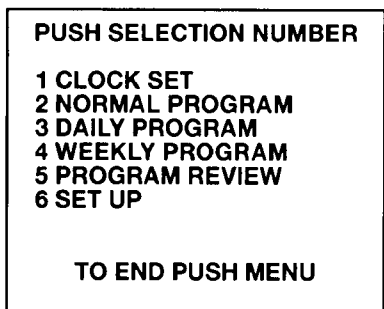 PUSH SELECTION NUMBER
1 CLOCK SET
2 NORMAL PROGRAM
3 DAILY PROGRAM
4 WEEKLY PROGRAM
5 PROGRAM REVIEW
6 SET UP
TO END PUSH MENU